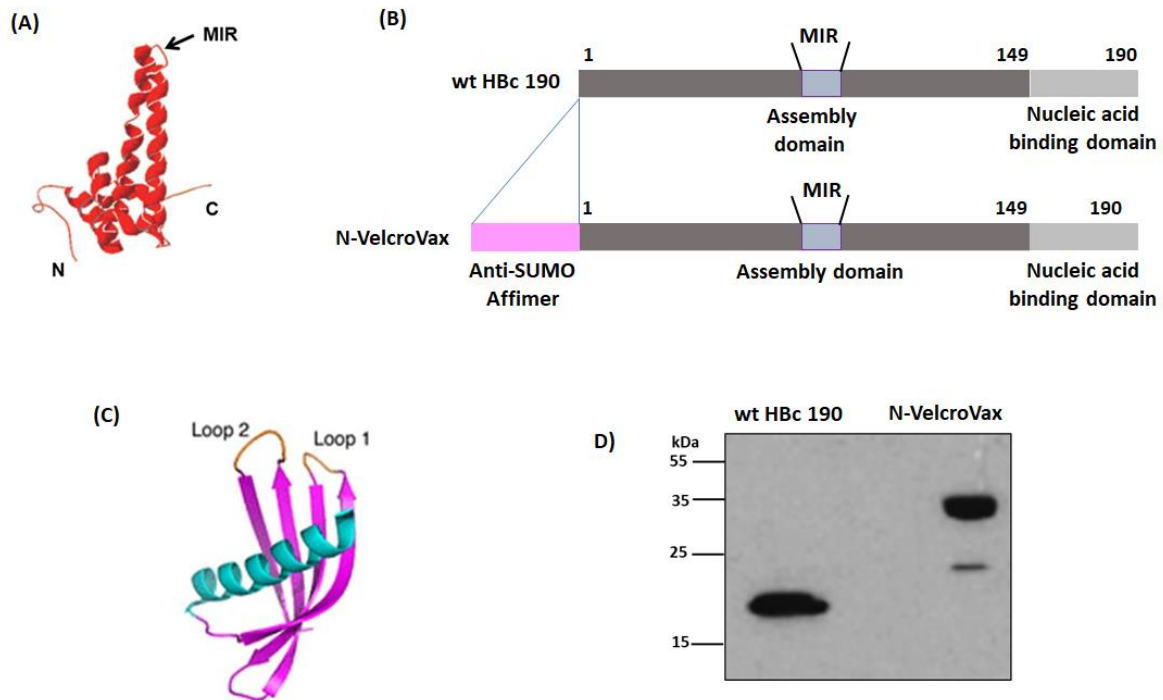 (A)
MIR
N
C
(B)
MIR
1
149
190
wt HBc 190
Assembly
domain
Nucleic acid
binding domain
MIR
1
149
190
N-VelcroVax
Anti-SUMO
Affimer
Assembly domain
Nucleic acid
binding domain
(C)
Loop 2
Loop 1
D)
wt HBc 190
N-VelcroVax
kDa
55
35
25
15